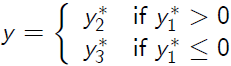 y = { y₂* if y₁* > 0
y₃* if y₁* ≤ 0